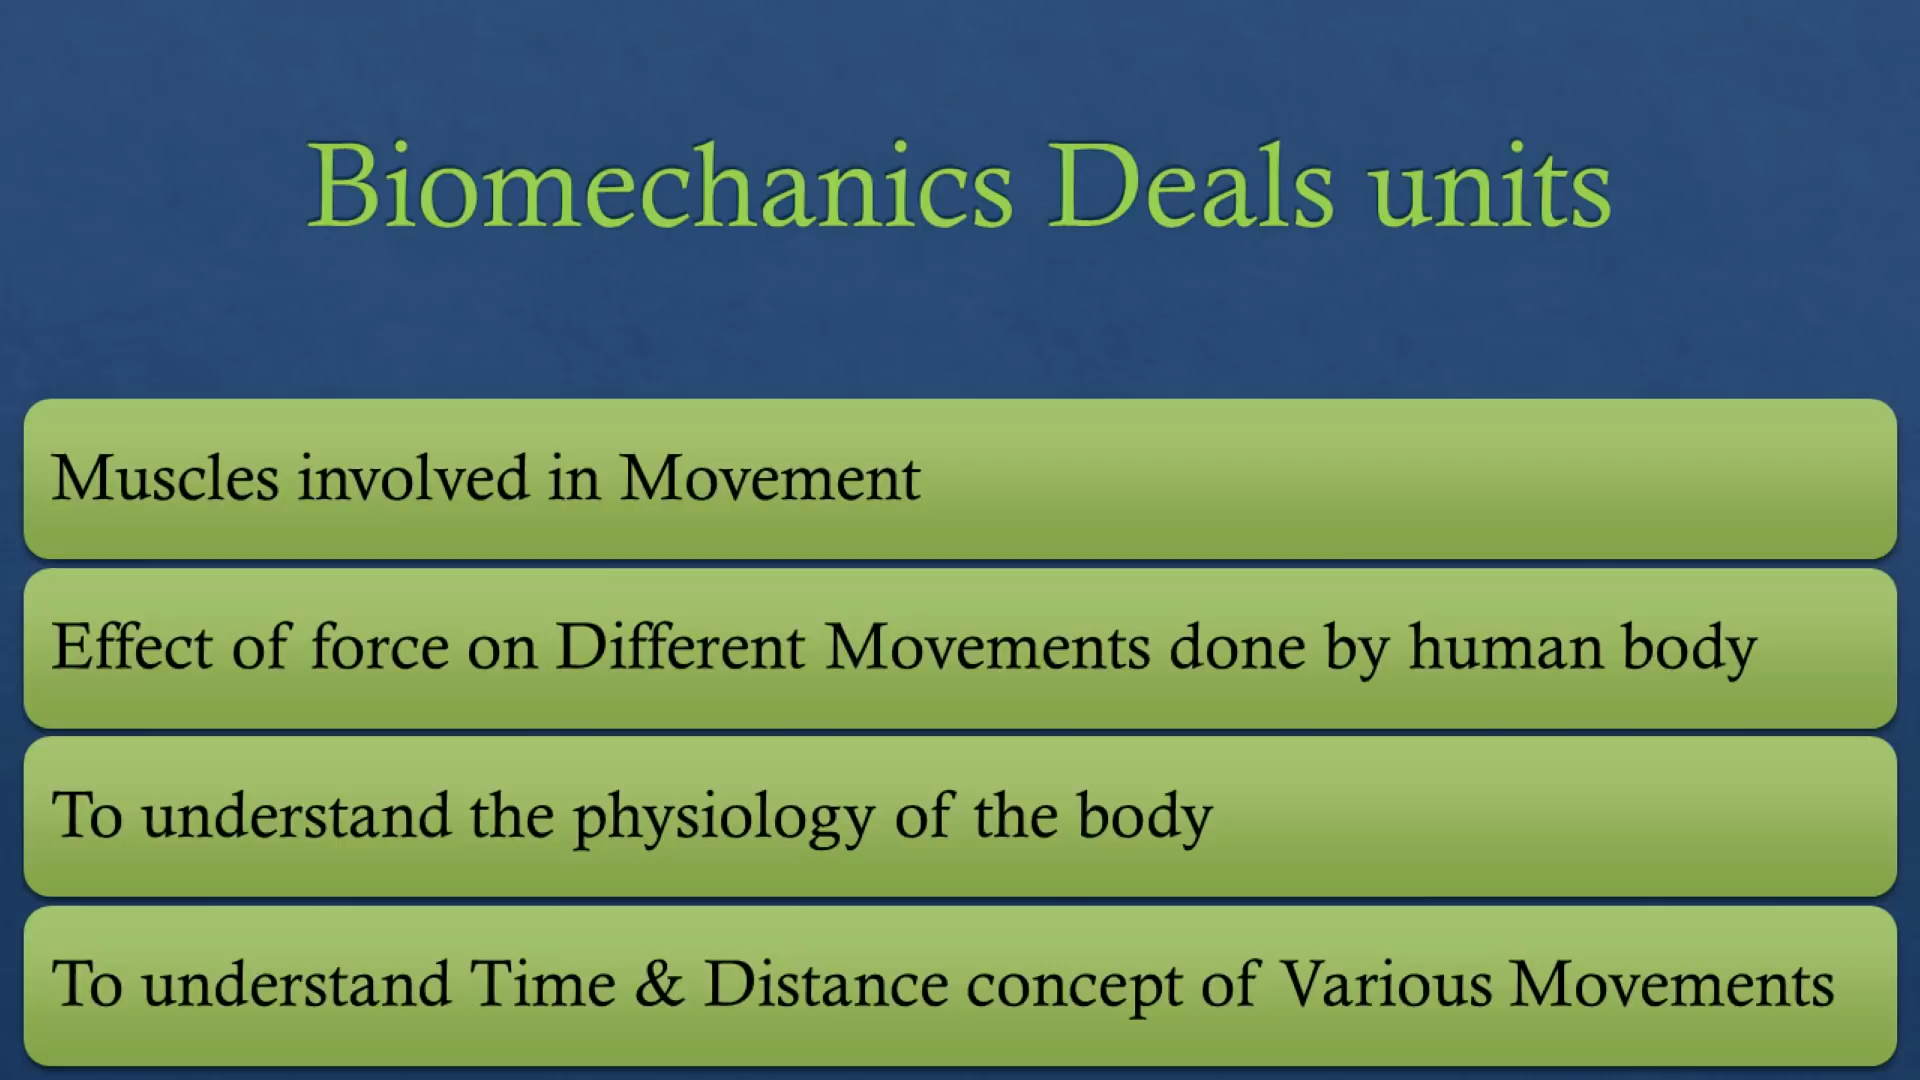 Biomechanics Deals units
Muscles involved in Movement
Effect of force on Different Movements done by human body
To understand the physiology of the body
To understand Time & Distance concept of Various Movements